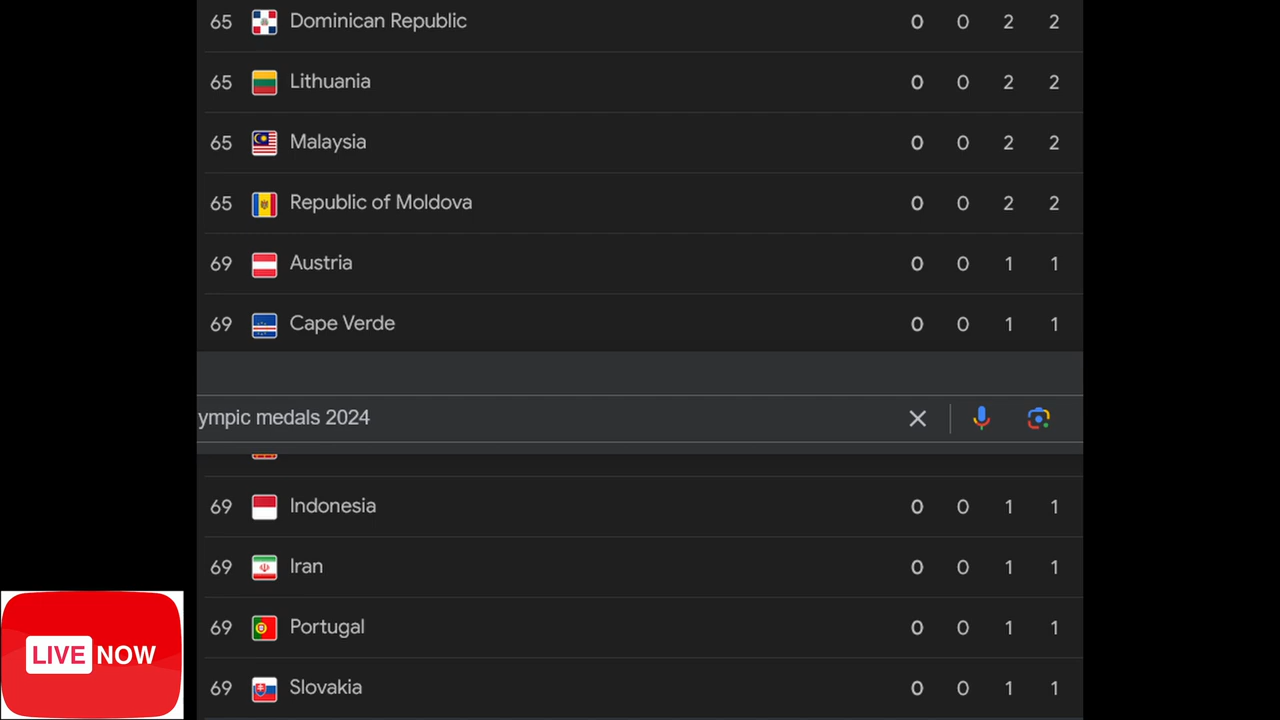 65 Dominican Republic 0 0 2 2
65 Lithuania 0 0 2 2
65 Malaysia 0 0 2 2
65 Republic of Moldova 0 0 2 2
69 Austria 0 0 1 1
69 Cape Verde 0 0 1 1
ympic medals 2024
69 Indonesia 0 0 1 1
69 Iran 0 0 1 1
69 Portugal 0 0 1 1
69 Slovakia 0 0 1 1
LIVE NOW